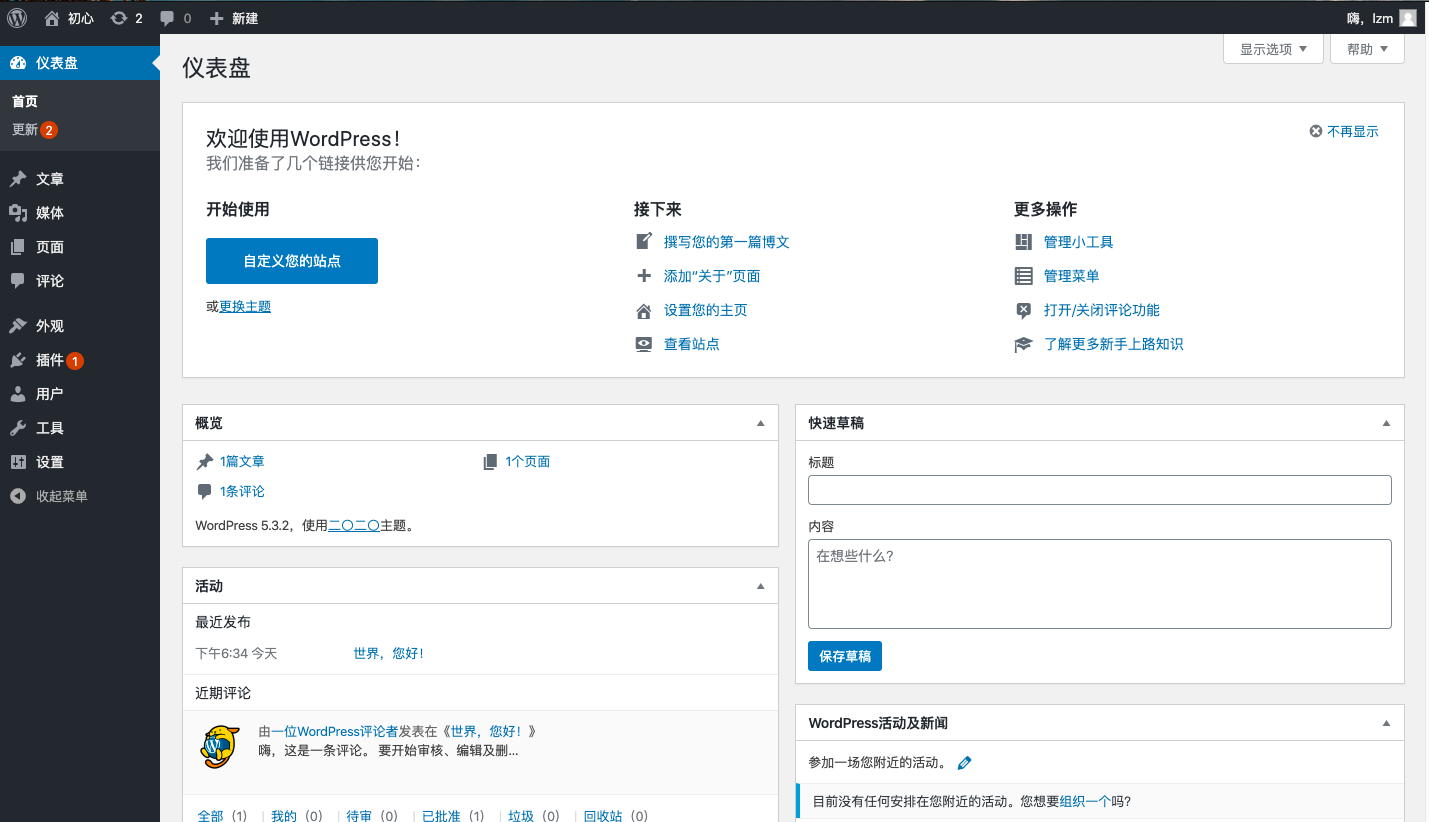 初心 2 0 新建 嗨，lzm
仪表盘
首页
更新 2
文章
媒体
页面
评论
外观
插件 1
用户
工具
设置
收起菜单
显示选项 帮助
仪表盘
欢迎使用WordPress！
不再显示
我们准备了几个链接供您开始：
开始使用
自定义您的站点
或更换主题
接下来
撰写您的第一篇博文
添加“关于”页面
设置您的主页
查看站点
更多操作
管理小工具
管理菜单
打开/关闭评论功能
了解更多新手上路知识
概览
1篇文章 1个页面
1条评论
WordPress 5.3.2，使用二〇二〇主题。
活动
最近发布
下午6:34 今天 世界，您好！
近期评论
由一位WordPress评论者发表在《世界，您好！》
嗨，这是一条评论。 要开始审核、编辑及删...
全部（1） | 我的（0） | 待审（0） | 已批准（1） | 垃圾（0） | 回收站（0）
快速草稿
标题
内容
在想些什么?
保存草稿
WordPress活动及新闻
参加一场您附近的活动。
目前没有任何安排在您附近的活动。您想要组织一个吗?